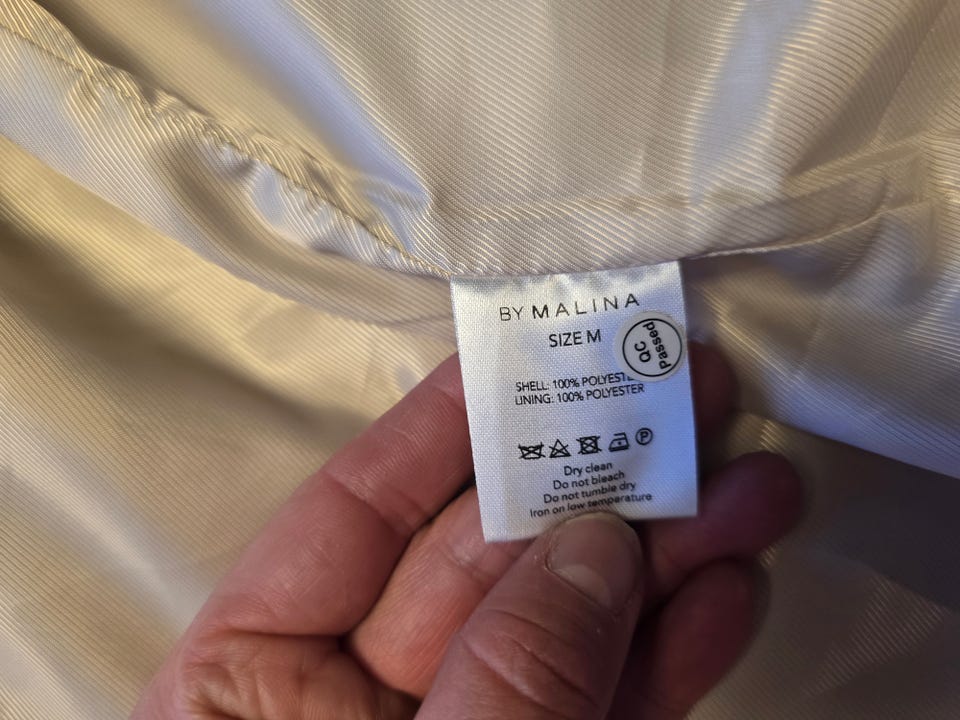 BY MALINA
SIZE M
QC
Passed
SHELL: 100%
LINING: 100% POLYESTER
P
Dry clean
Do not bleach
Do not tumble dry
Iron on low temperature